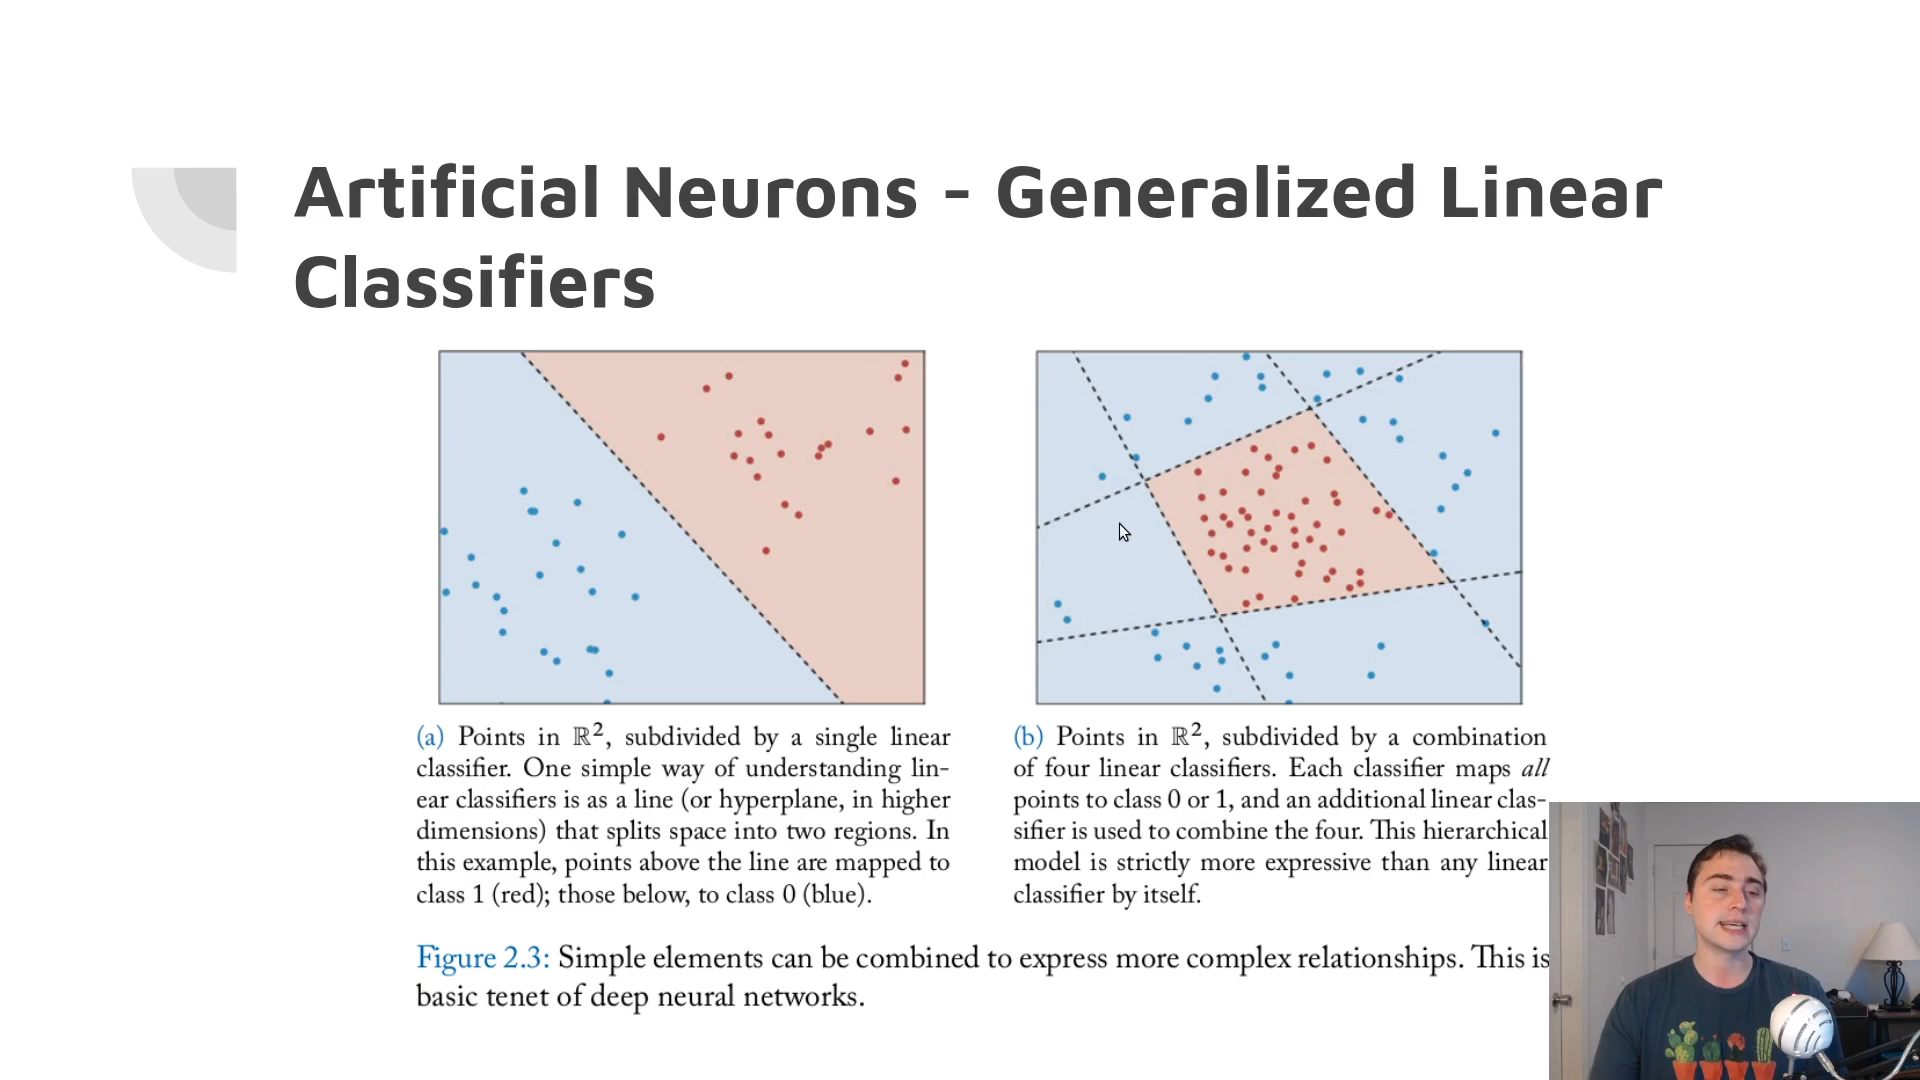 Artificial Neurons - Generalized Linear
Classifiers
(a) Points in ℝ², subdivided by a single linear
classifier. One simple way of understanding lin-
ear classifiers is as a line (or hyperplane, in higher
dimensions) that splits space into two regions. In
this example, points above the line are mapped to
class 1 (red); those below, to class 0 (blue).
(b) Points in ℝ², subdivided by a combination
of four linear classifiers. Each classifier maps all
points to class 0 or 1, and an additional linear clas-
sifier is used to combine the four. This hierarchical
model is strictly more expressive than any linear
classifier by itself.
Figure 2.3: Simple elements can be combined to express more complex relationships. This is
basic tenet of deep neural networks.